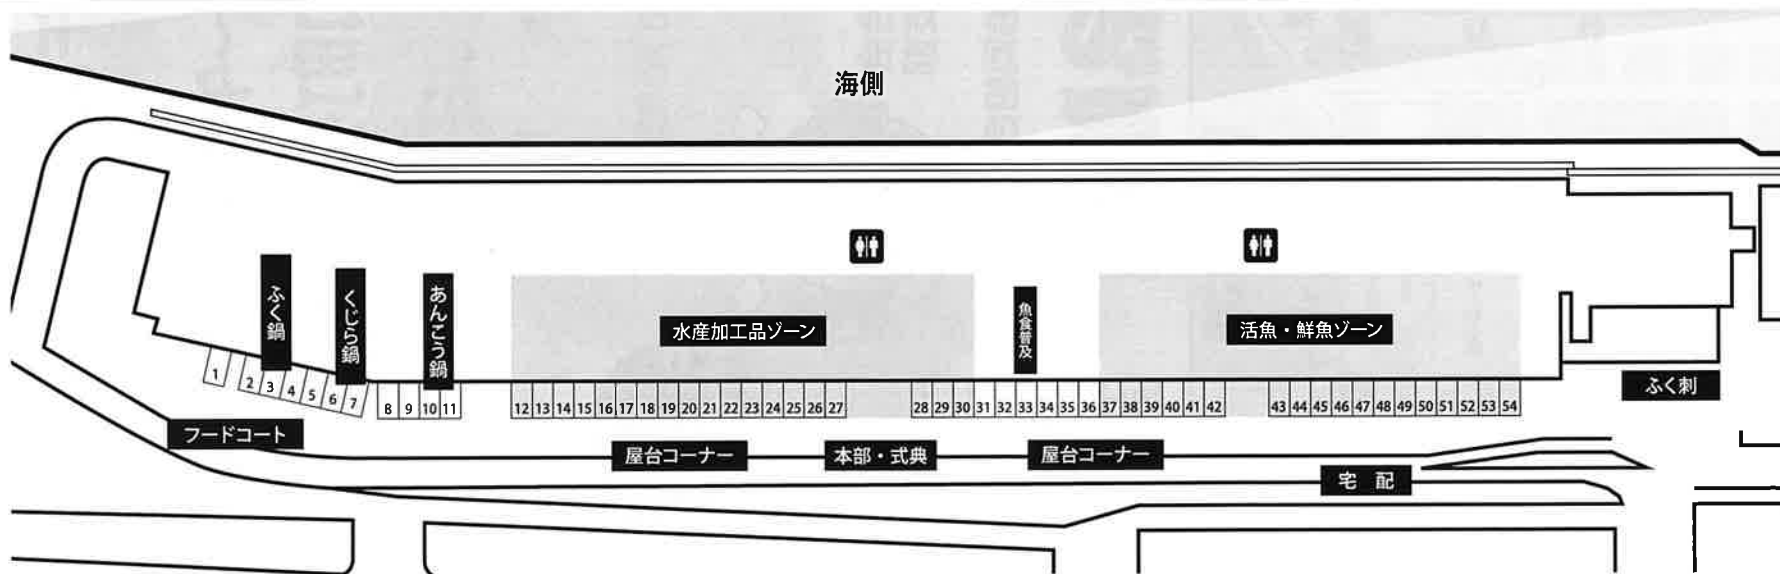 海側
ふく鍋
くじら鍋
あんこう鍋
水産加工品ゾーン
魚食普及
活魚・鮮魚ゾーン
ふく刺
1 2 3 4 5 6 7 8 9 10 11 12 13 14 15 16 17 18 19 20 21 22 23 24 25 26 27 28 29 30 31 32 33 34 35 36 37 38 39 40 41 42 43 44 45 46 47 48 49 50 51 52 53 54
フードコート
屋台コーナー
本部・式典
屋台コーナー
宅 配